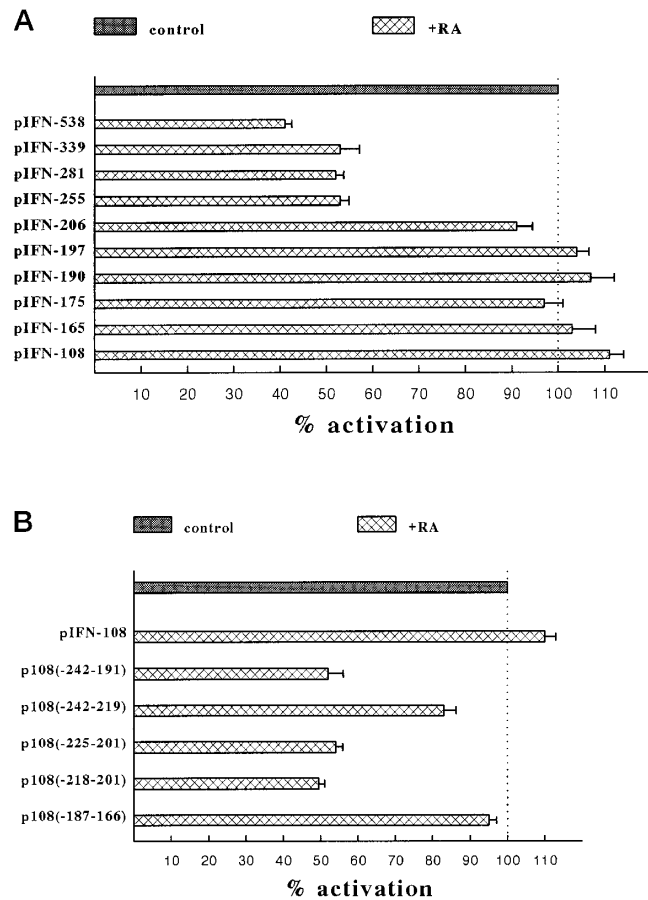 A
control +RA
pIFN-538
pIFN-339
pIFN-281
pIFN-255
pIFN-206
pIFN-197
pIFN-190
pIFN-175
pIFN-165
pIFN-108
10 20 30 40 50 60 70 80 90 100 110
% activation
B
control +RA
pIFN-108
p108(-242-191)
p108(-242-219)
p108(-225-201)
p108(-218-201)
p108(-187-166)
10 20 30 40 50 60 70 80 90 100 110
% activation